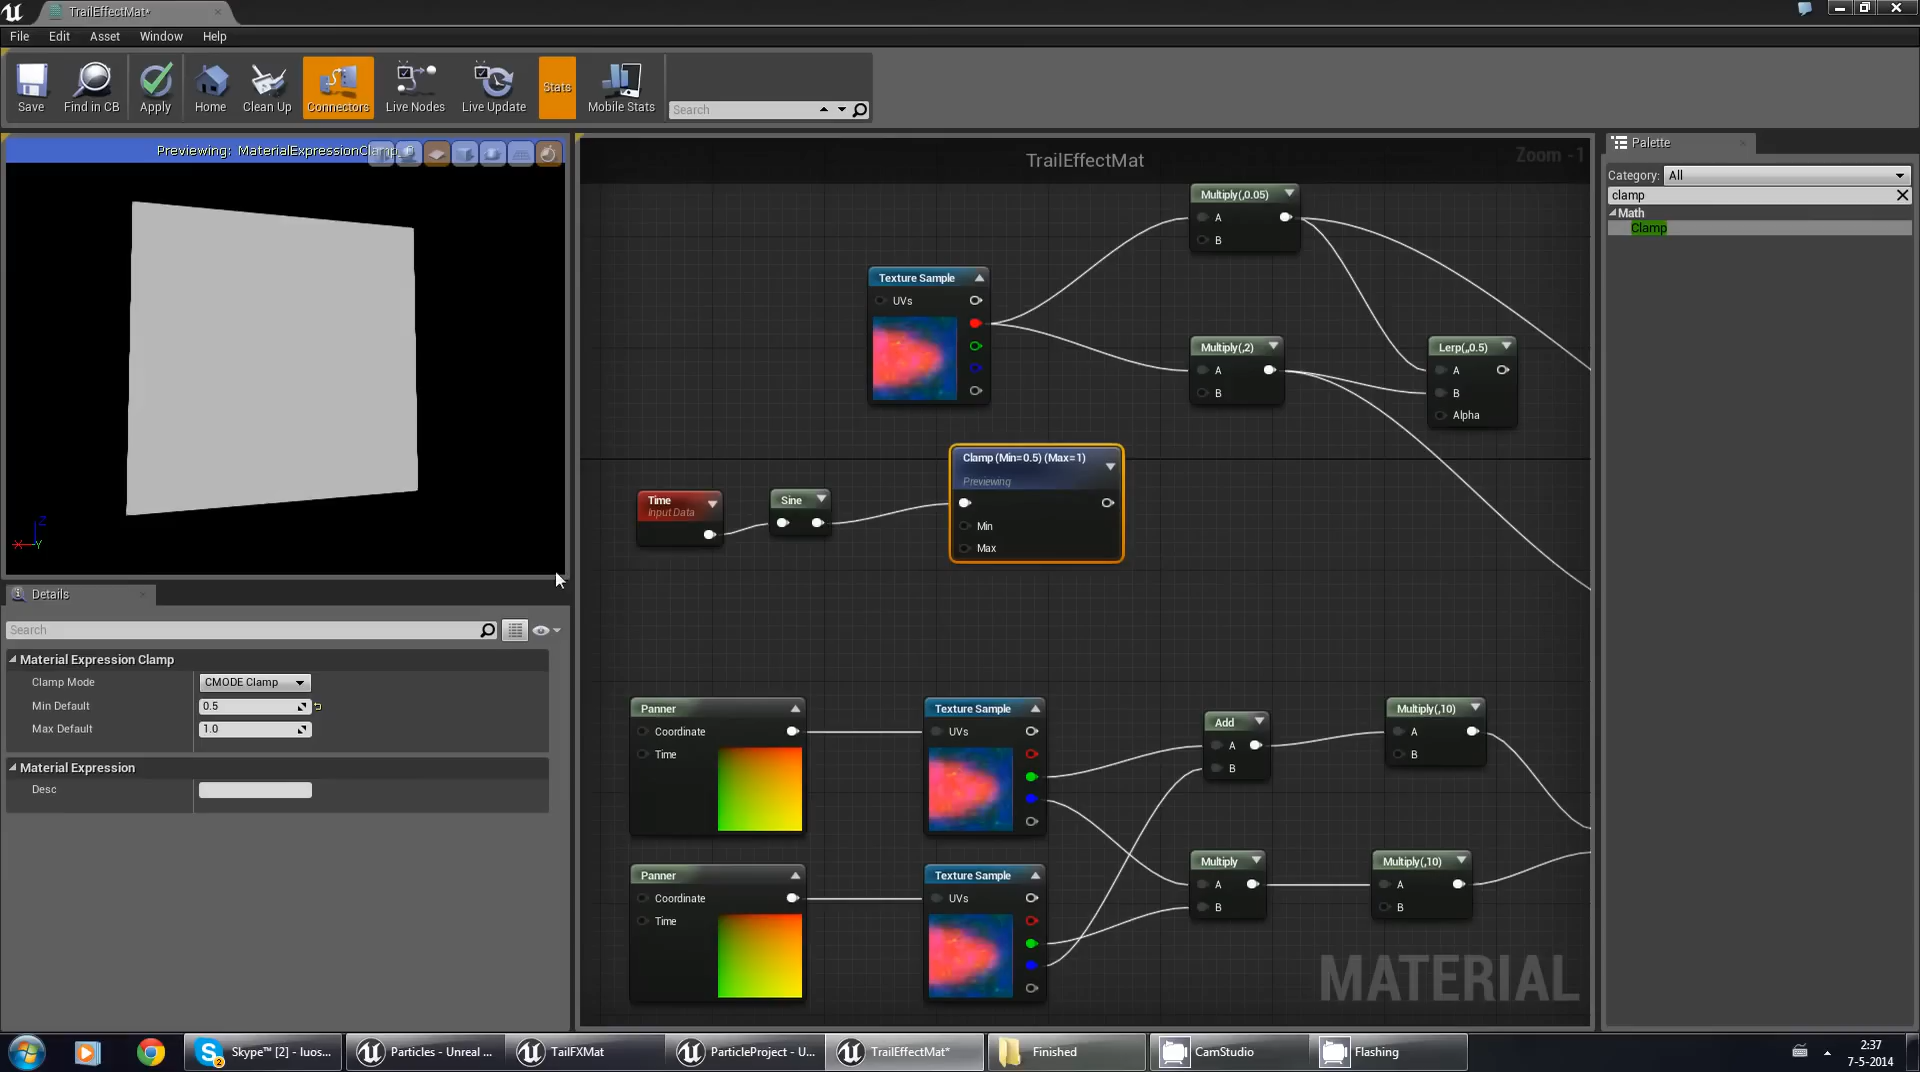 TrailEffectMat*
File Edit Asset Window Help
Save Find in CB Apply Home Clean Up Connectors Live Nodes Live Update Stats Mobile Stats Search
Previewing: MaterialExpressionClamp_0
TrailEffectMat
Zoom -1
Palette
Category: All
clamp
Math
Clamp
Multiply(,0.05)
A
B
Texture Sample
UVs
Multiply(,2)
A
B
Lerp(,,0.5)
A
B
Alpha
Clamp (Min=0.5) (Max=1)
Previewing
Min
Max
Time
Input Data
Sine
X Y Z
Details
Search
Material Expression Clamp
Clamp Mode CMODE Clamp
Min Default 0.5
Max Default 1.0
Material Expression
Desc
Panner
Coordinate
Time
Texture Sample
UVs
Add
A
B
Multiply(,10)
A
B
Panner
Coordinate
Time
Texture Sample
UVs
Multiply
A
B
Multiply(,10)
A
B
MATERIAL
2
Skype™ [2] - luos... Particles - Unreal ... TailFXMat ParticleProject - U... TrailEffectMat* Finished CamStudio Flashing
2:37
7-5-2014